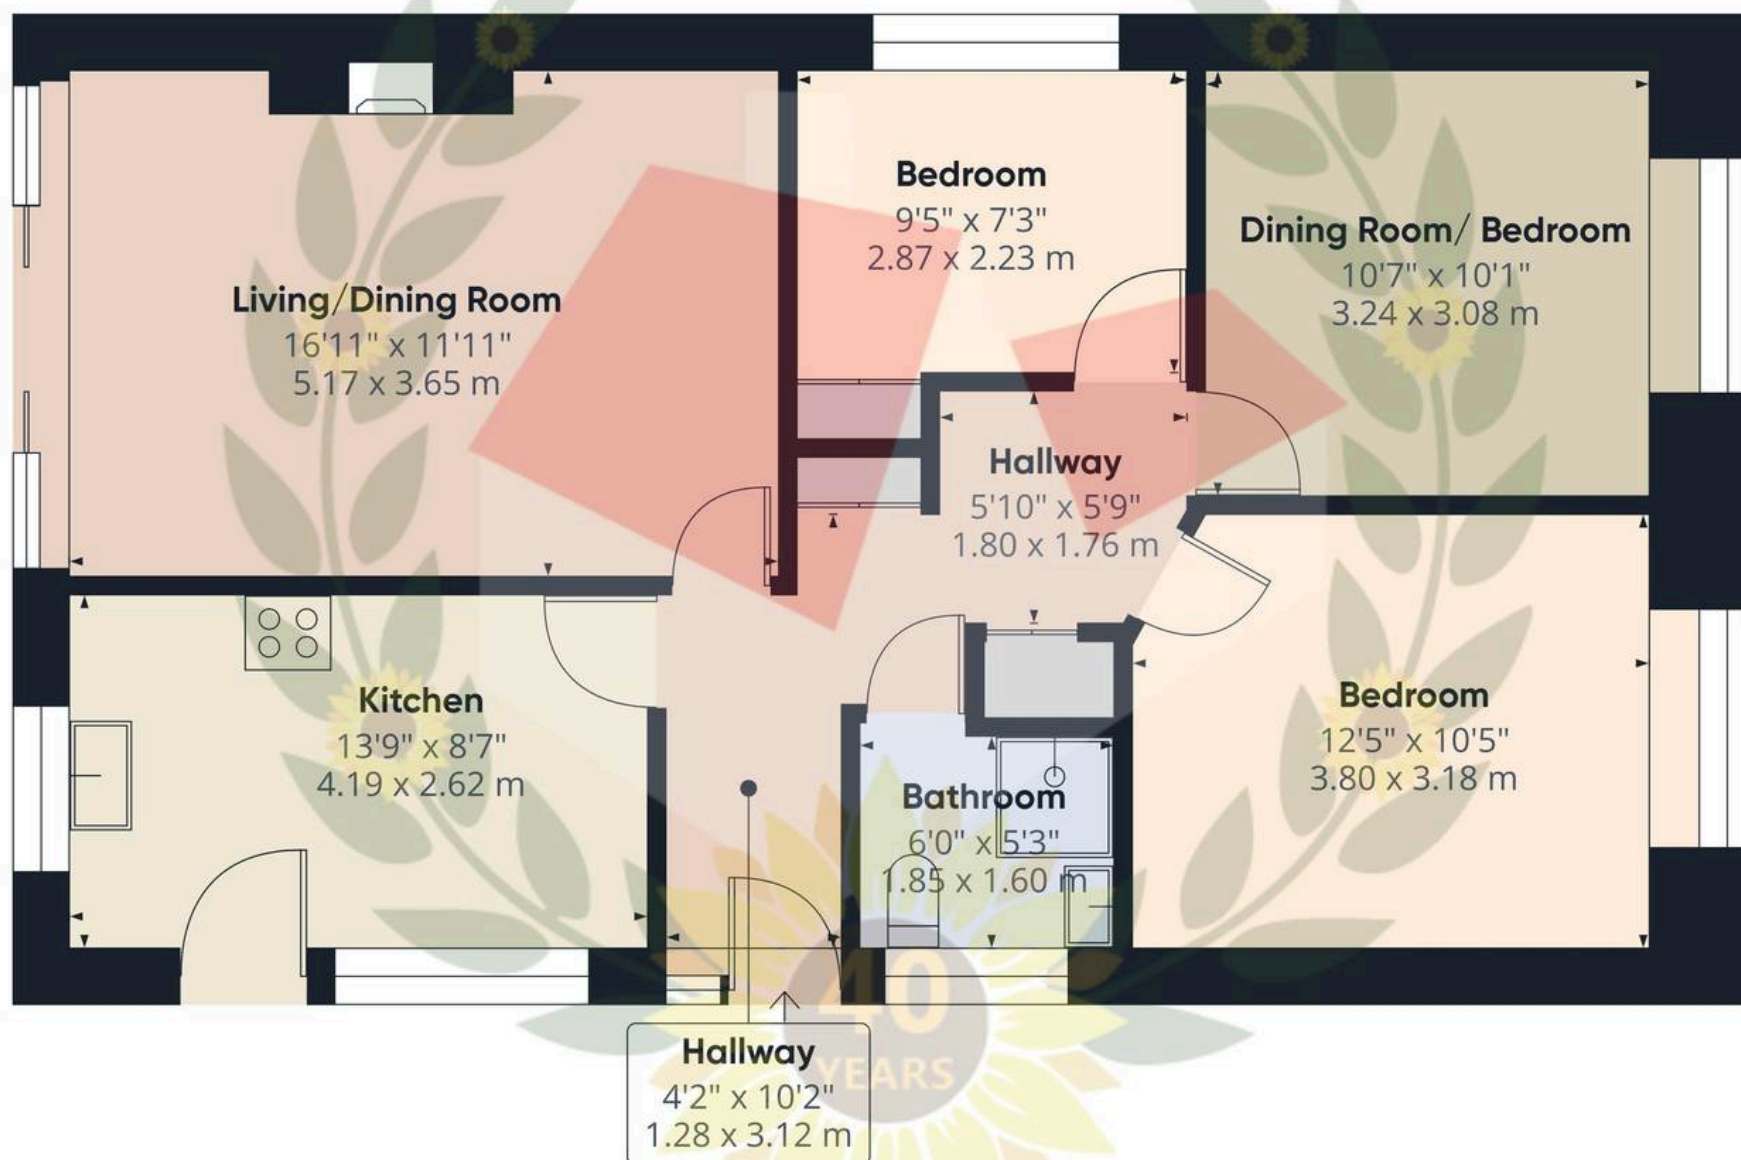 Bedroom
9'5" x 7'3"
2.87 x 2.23 m
Dining Room/ Bedroom
10'7" x 10'1"
3.24 x 3.08 m
Living/Dining Room
16'11" x 11'11"
5.17 x 3.65 m
Hallway
5'10" x 5'9"
1.80 x 1.76 m
Kitchen
13'9" x 8'7"
4.19 x 2.62 m
Bedroom
12'5" x 10'5"
3.80 x 3.18 m
Bathroom
6'0" x 5'3"
1.85 x 1.60 m
40
YEARS
Hallway
4'2" x 10'2"
1.28 x 3.12 m